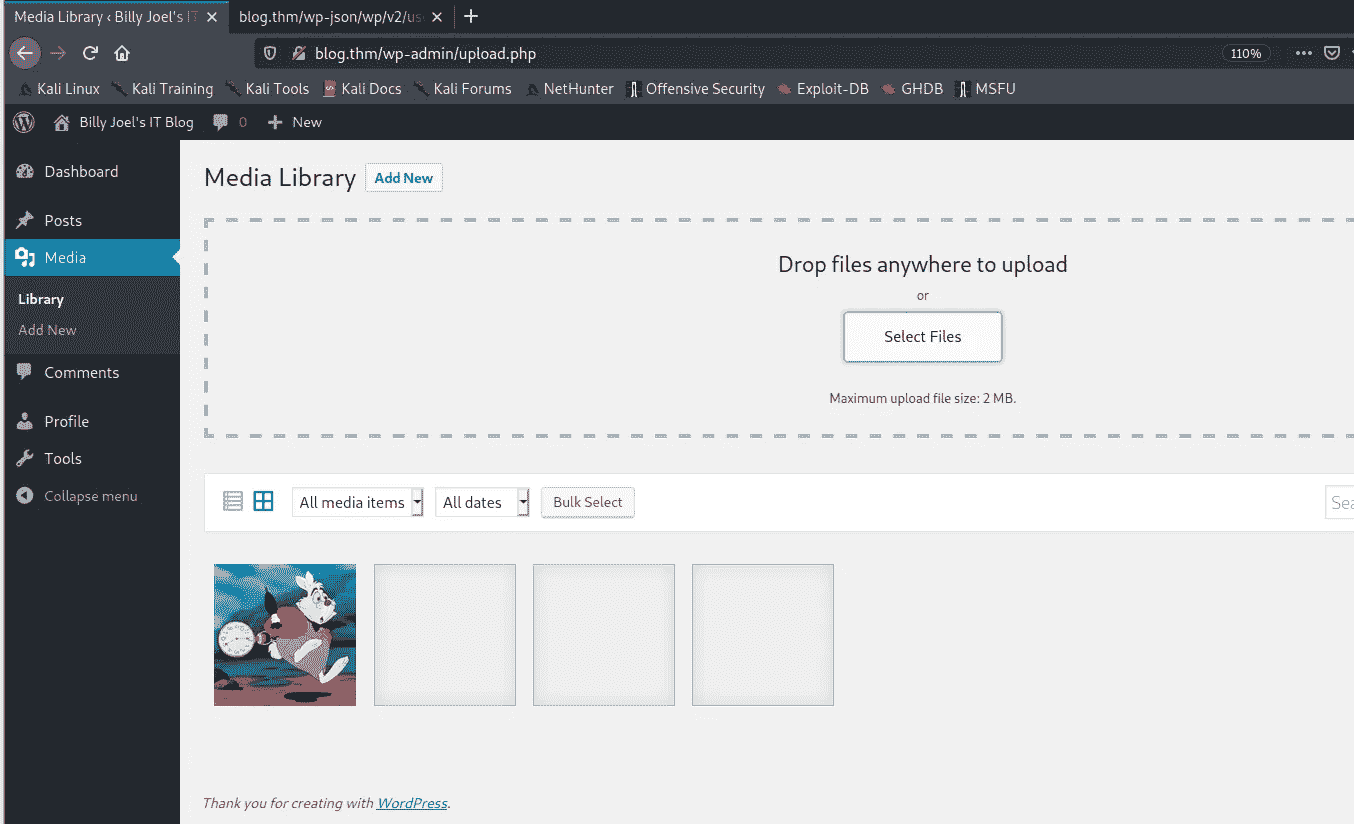 Media Library ‹ Billy Joel's IT blog.thm/wp-json/wp/v2/us
blog.thm/wp-admin/upload.php 110%
Kali Linux Kali Training Kali Tools Kali Docs Kali Forums NetHunter Offensive Security Exploit-DB GHDB MSFU
Billy Joel's IT Blog 0 New
Dashboard
Posts
Media
Library
Add New
Comments
Profile
Tools
Collapse menu
Media Library Add New
Drop files anywhere to upload
or
Select Files
Maximum upload file size: 2 MB.
All media items All dates Bulk Select Sea
Thank you for creating with WordPress.